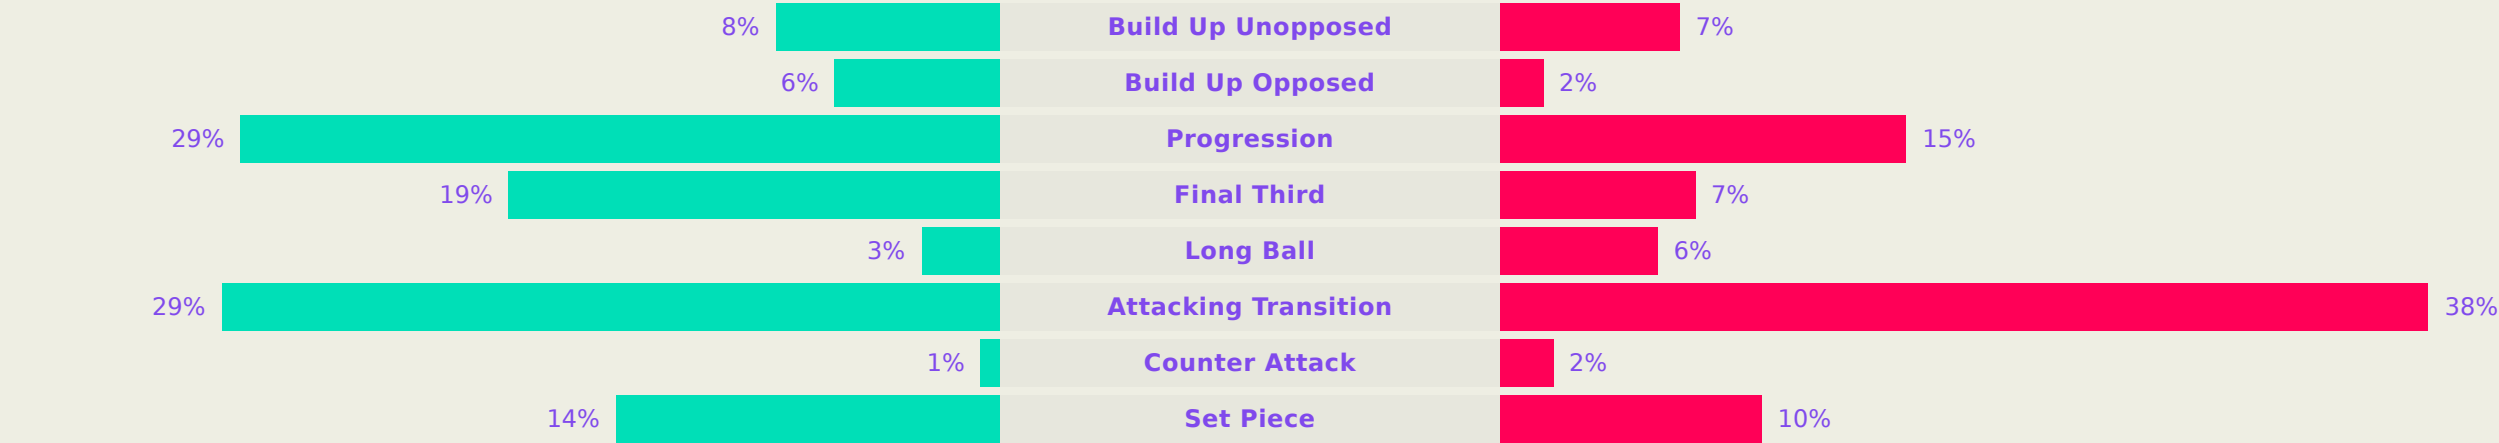 8% Build Up Unopposed 7%
6% Build Up Opposed 2%
29% Progression 15%
19% Final Third 7%
3% Long Ball 6%
29% Attacking Transition 38%
1% Counter Attack 2%
14% Set Piece 10%